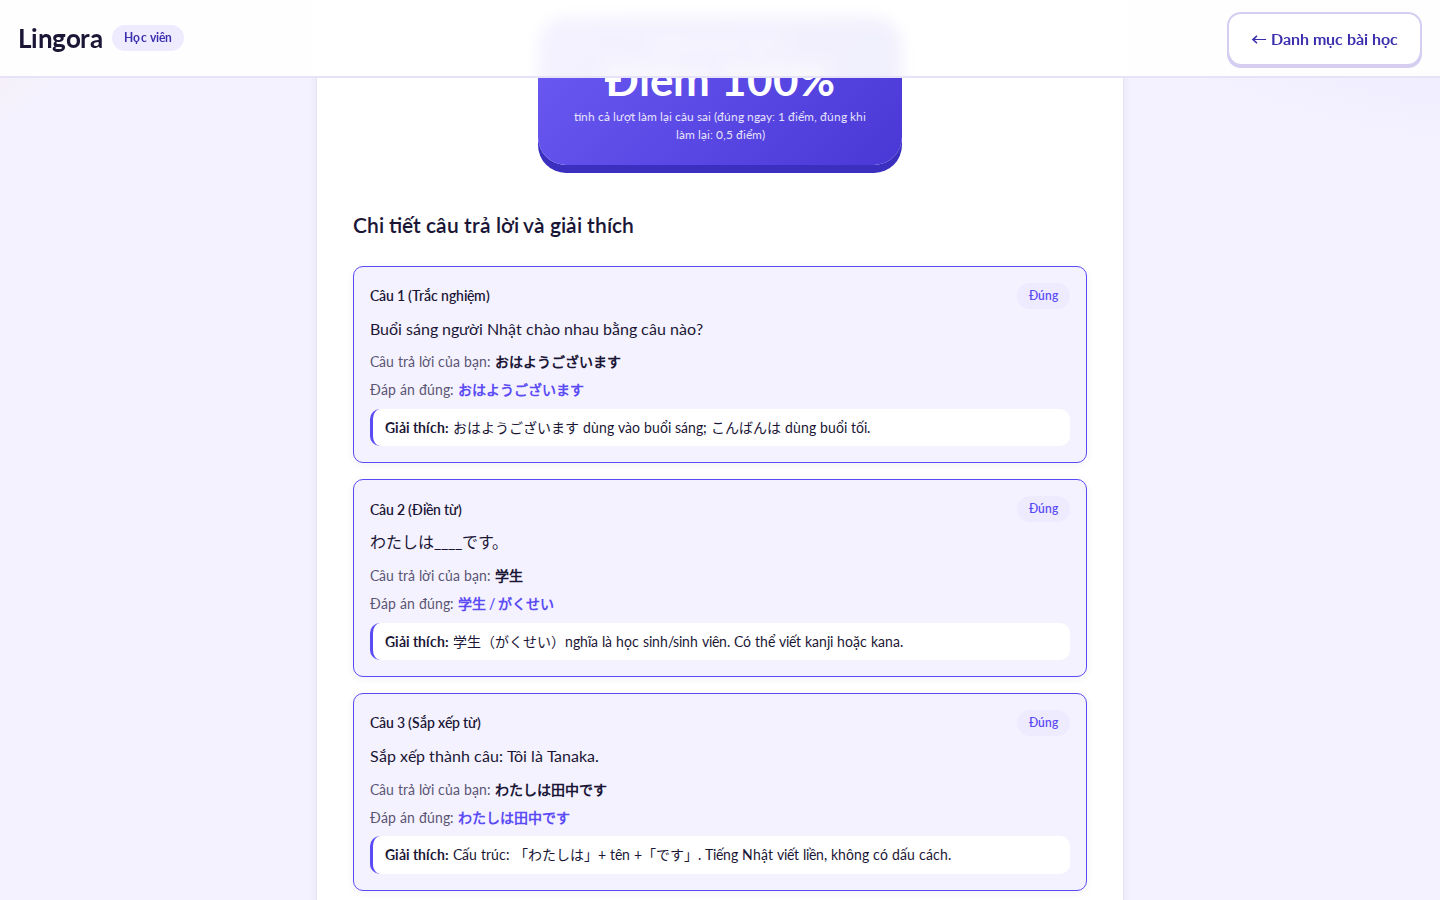 Lingora
Học viên
← Danh mục bài học
Điểm 100%
tính cả lượt làm lại câu sai (đúng ngay: 1 điểm, đúng khi
làm lại: 0,5 điểm)
Chi tiết câu trả lời và giải thích
Câu 1 (Trắc nghiệm)
Đúng
Buổi sáng người Nhật chào nhau bằng câu nào?
Câu trả lời của bạn: おはようございます
Đáp án đúng: おはようございます
Giải thích: おはようございます dùng vào buổi sáng; こんばんは dùng buổi tối.
Câu 2 (Điền từ)
Đúng
わたしは____です。
Câu trả lời của bạn: 学生
Đáp án đúng: 学生 / がくせい
Giải thích: 学生（がくせい）nghĩa là học sinh/sinh viên. Có thể viết kanji hoặc kana.
Câu 3 (Sắp xếp từ)
Đúng
Sắp xếp thành câu: Tôi là Tanaka.
Câu trả lời của bạn: わたしは田中です
Đáp án đúng: わたしは田中です
Giải thích: Cấu trúc: 「わたしは」+ tên +「です」. Tiếng Nhật viết liền, không có dấu cách.